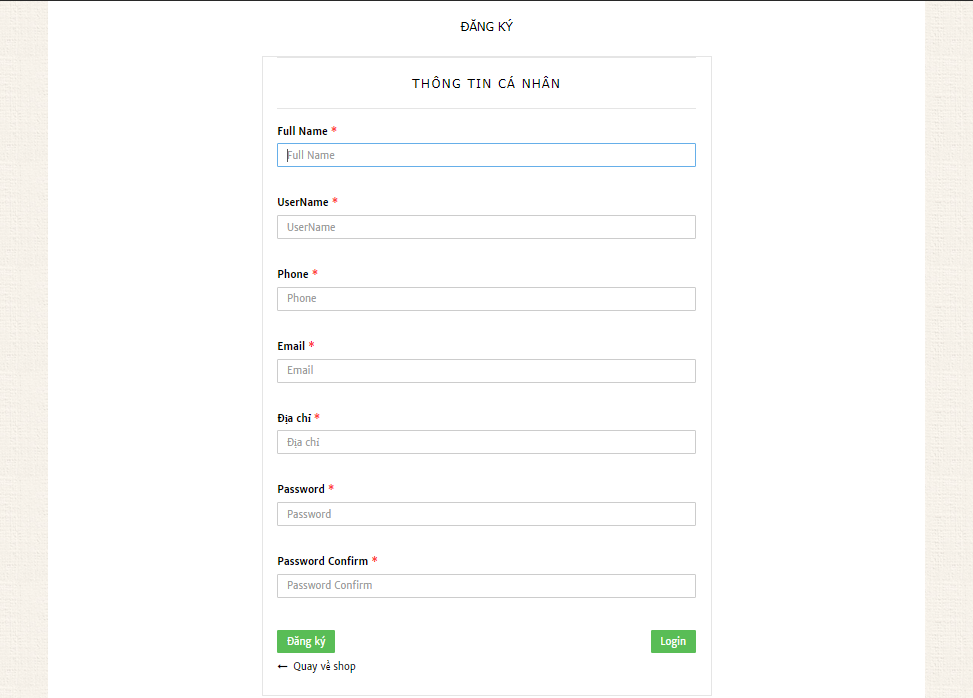 ĐĂNG KÝ
THÔNG TIN CÁ NHÂN
Full Name *
Full Name
UserName *
UserName
Phone *
Phone
Email *
Email
Địa chỉ *
Địa chỉ
Password *
Password
Password Confirm *
Password Confirm
Đăng ký Login
← Quay về shop